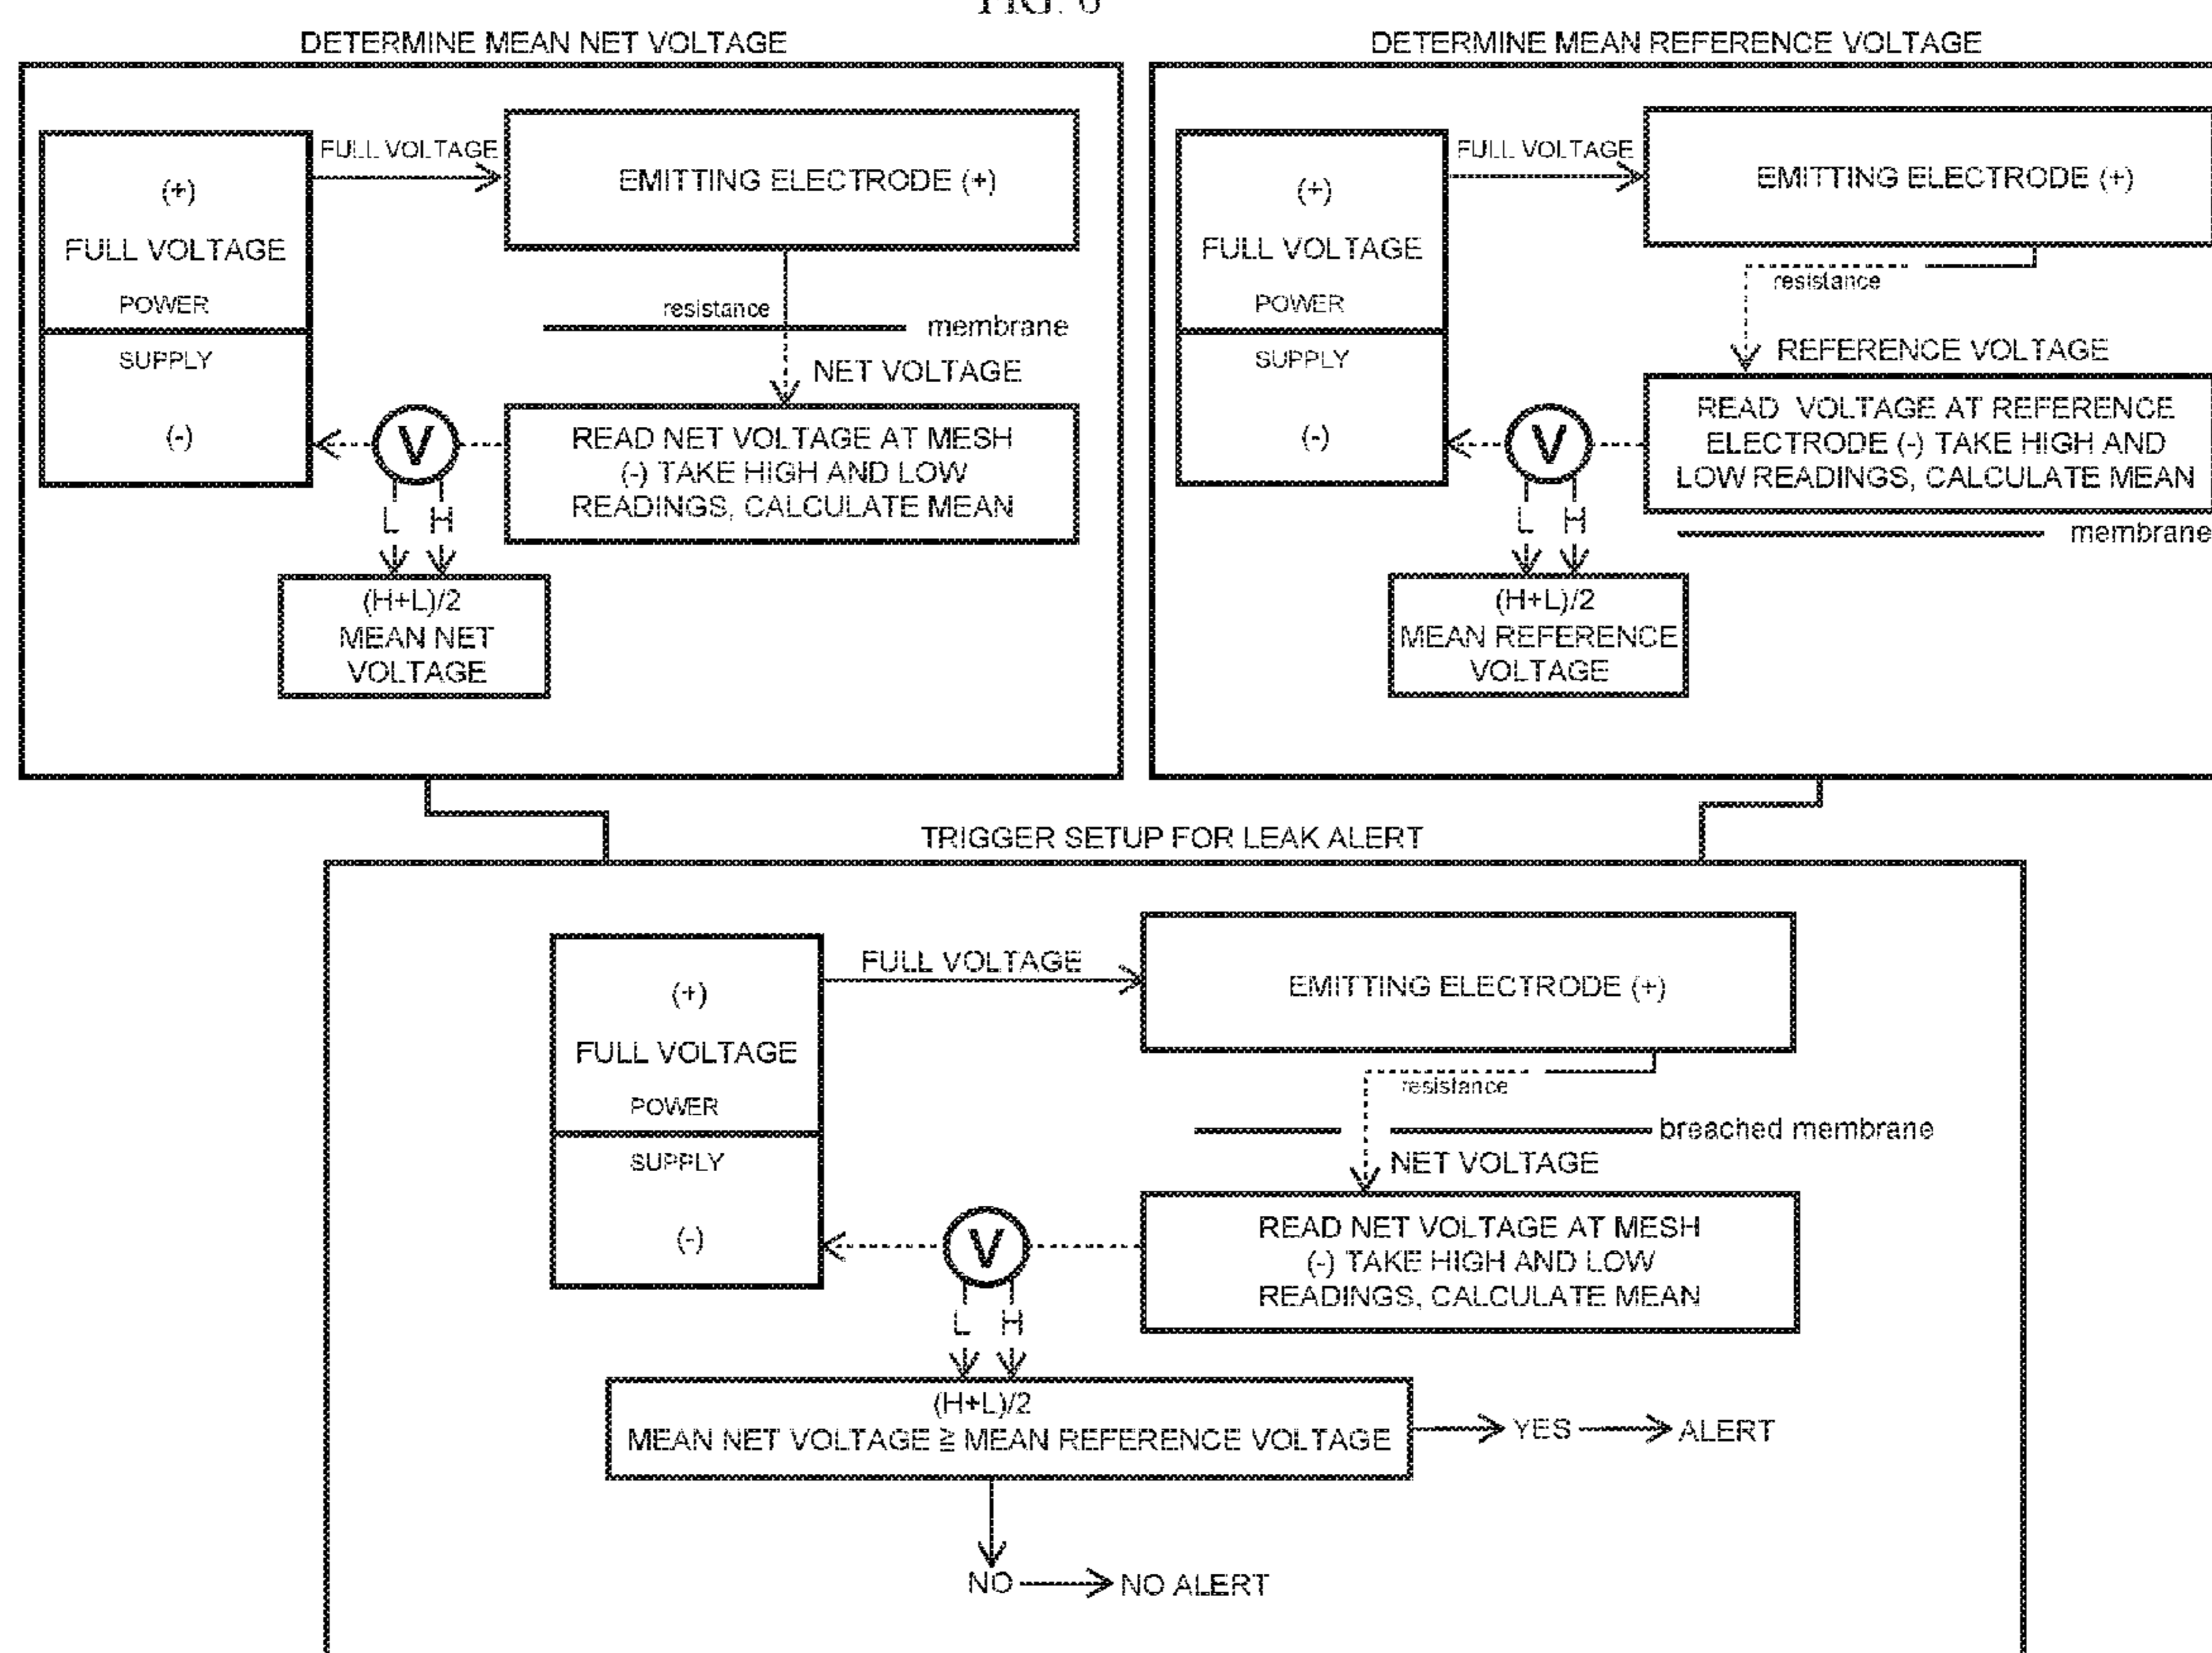 FIG. 6
DETERMINE MEAN NET VOLTAGE
(+)
FULL VOLTAGE
POWER
SUPPLY
(-)
FULL VOLTAGE
EMITTING ELECTRODE (+)
resistance
membrane
NET VOLTAGE
READ NET VOLTAGE AT MESH
(-) TAKE HIGH AND LOW
READINGS, CALCULATE MEAN
V
L H
(H+L)/2
MEAN NET
VOLTAGE
DETERMINE MEAN REFERENCE VOLTAGE
(+)
FULL VOLTAGE
POWER
SUPPLY
(-)
FULL VOLTAGE
EMITTING ELECTRODE (+)
resistance
REFERENCE VOLTAGE
READ VOLTAGE AT REFERENCE
ELECTRODE (-) TAKE HIGH AND
LOW READINGS, CALCULATE MEAN
membrane
V
L H
(H+L)/2
MEAN REFERENCE
VOLTAGE
TRIGGER SETUP FOR LEAK ALERT
(+)
FULL VOLTAGE
POWER
SUPPLY
(-)
FULL VOLTAGE
EMITTING ELECTRODE (+)
resistance
breached membrane
NET VOLTAGE
READ NET VOLTAGE AT MESH
(-) TAKE HIGH AND LOW
READINGS, CALCULATE MEAN
V
L H
(H+L)/2
MEAN NET VOLTAGE ≧ MEAN REFERENCE VOLTAGE
YES
ALERT
NO
NO ALERT